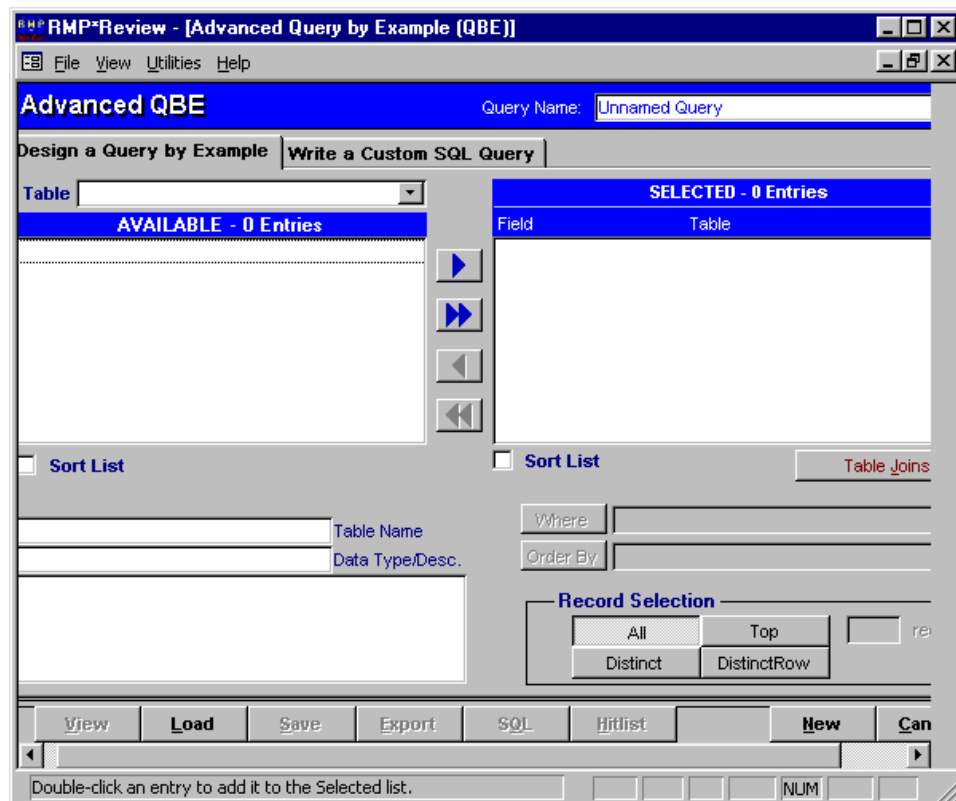 RMP*Review - [Advanced Query by Example (QBE)]
File View Utilities Help
Advanced QBE
Query Name: Unnamed Query
Design a Query by Example
Write a Custom SQL Query
Table
SELECTED - 0 Entries
AVAILABLE - 0 Entries
Field Table
Sort List
Sort List
Table Joins
Where
Table Name
Order By
Data Type/Desc.
Record Selection
All Top
Distinct DistinctRow
View Load Save Export SQL Hitlist New Can
Double-click an entry to add it to the Selected list.
NUM